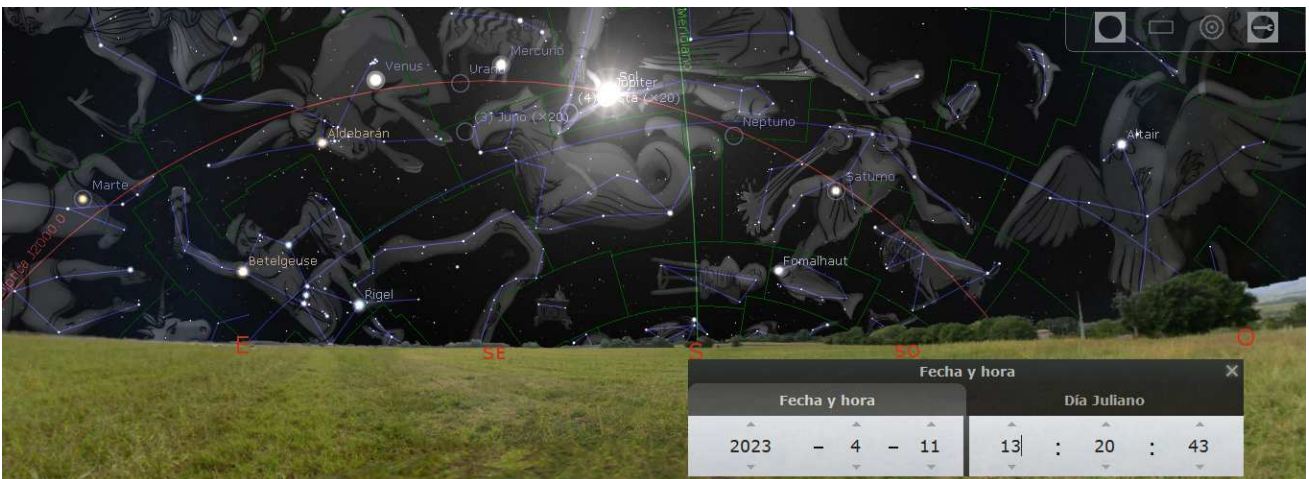 Meridiano
Mercurio
Venus
Urano
Sol
Júpiter
(4) Vesta (×20)
(3) Juno (×20)
Neptuno
Aldebarán
Altair
Marte
Saturno
Eclíptica J2000.0
Betelgeuse
Fomalhaut
Rigel
E
SE
S
SO
O
Fecha y hora ×
Fecha y hora Día Juliano
2023 – 4 – 11 13 : 20 : 43